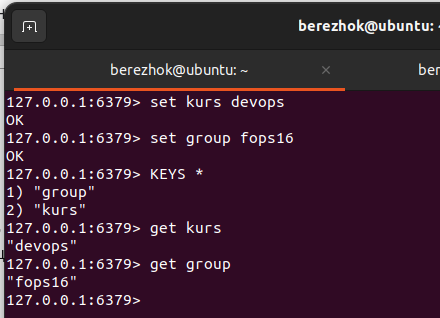 berezhok@ubuntu: ~
berezhok@ubuntu: ~ × ber
127.0.0.1:6379> set kurs devops
OK
127.0.0.1:6379> set group fops16
OK
127.0.0.1:6379> KEYS *
1) "group"
2) "kurs"
127.0.0.1:6379> get kurs
"devops"
127.0.0.1:6379> get group
"fops16"
127.0.0.1:6379>